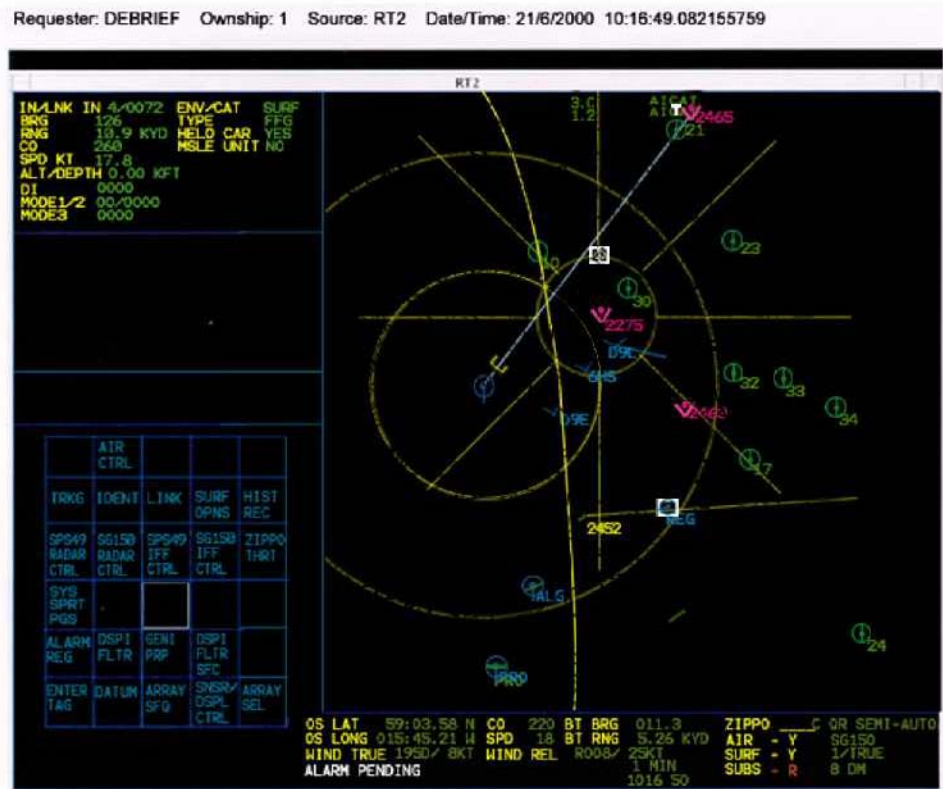 Requester: DEBRIEF Ownship: 1 Source: RT2 Date/Time: 21/6/2000 10:16:49.082155759
RT2
IN/LNK IN 4/0072 ENV/CAT SURF
BRG 126 TYPE FFG
RNG 10.9 KYD HELO CAR YES
CO 260 MSLE UNIT NO
SPD KT 17.8
ALT/DEPTH 0.00 KFT
DI 0000
MODE1/2 00/0000
MODE3 0000
3.C
1.2
AICAT
T 2465
21
23
30
2275
D9L
6HS
D9E
32
33
34
2462
NEG
2452
ALG
24
AIR CTRL
TRKG IDENT LINK SURF OPNS HIST REC
SPS49 RADAR CTRL SG150 RADAR CTRL SPS49 IFF CTRL SG150 IFF CTRL ZIPPO THRT
SYS SPRT PGS
ALARM REG DSPI FLTR GENI PRP DSPI FLTR SFC
ENTER TAG DATUM ARRAY SFQ SNSR/ DSPL CTRL ARRAY SEL
OS LAT 59:03.58 N CO 220 BT BRG 011.3 ZIPPO ____C QR SEMI-AUTO
OS LONG 015:45.21 W SPD 18 BT RNG 5.26 KYD AIR - Y SG150
WIND TRUE 195D/ 8KT WIND REL R008/ 25KT SURF - Y 1/TRUE
ALARM PENDING 1 MIN SUBS - R 8 DM
1016 50